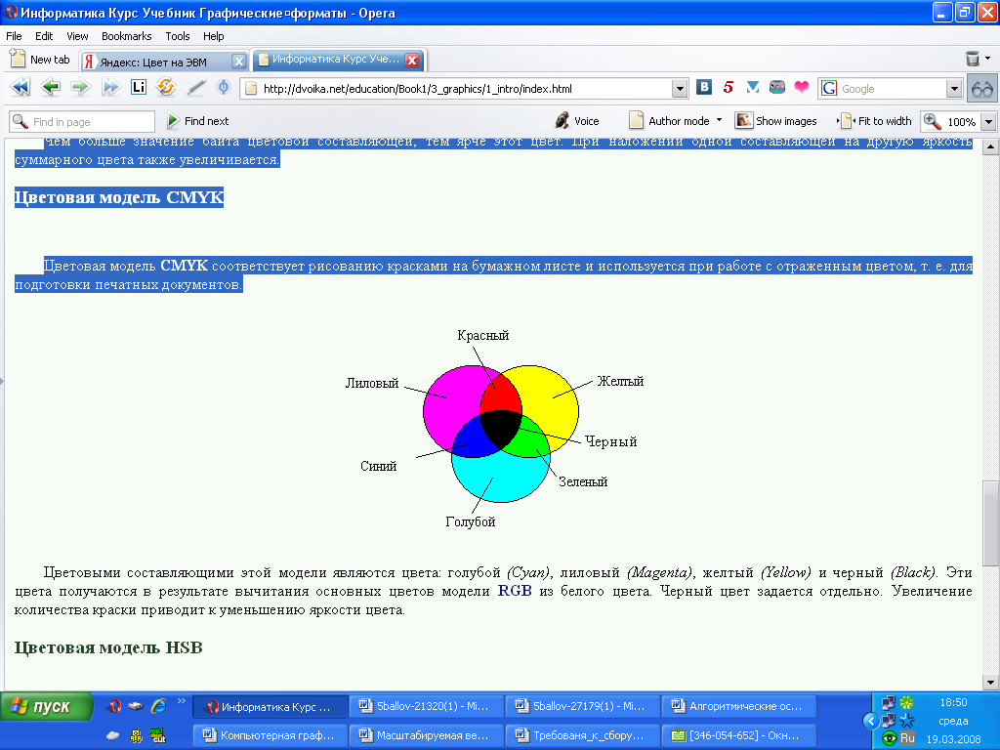 Информатика Курс Учебник Графические¤форматы - Opera
File Edit View Bookmarks Tools Help
New tab Яндекс: Цвет на ЭВМ Информатика Курс Уче...
http://dvoika.net/education/Book1/3_graphics/1_intro/index.html Google
Find in page Find next Voice Author mode Show images Fit to width 100%
Чем больше значение байта цветовой составляющей, тем ярче этот цвет. При наложении одной составляющей на другую яркость
суммарного цвета также увеличивается.
Цветовая модель CMYK
Цветовая модель CMYK соответствует рисованию красками на бумажном листе и используется при работе с отраженным цветом, т. е. для
подготовки печатных документов.
Красный
Лиловый
Желтый
Черный
Синий
Зеленый
Голубой
Цветовыми составляющими этой модели являются цвета: голубой (Cyan), лиловый (Magenta), желтый (Yellow) и черный (Black). Эти
цвета получаются в результате вычитания основных цветов модели RGB из белого цвета. Черный цвет задается отдельно. Увеличение
количества краски приводит к уменьшению яркости цвета.
Цветовая модель HSB
пуск Информатика Курс ... 5ballov-21320(1) - Mi... 5ballov-27179(1) - Mi... Алгоритмические ос... 18:50
среда
Компьютерная граф... Масштабируемая ве... Требованя_к_сбору... [346-054-652] - Окн... Ru 19.03.2008